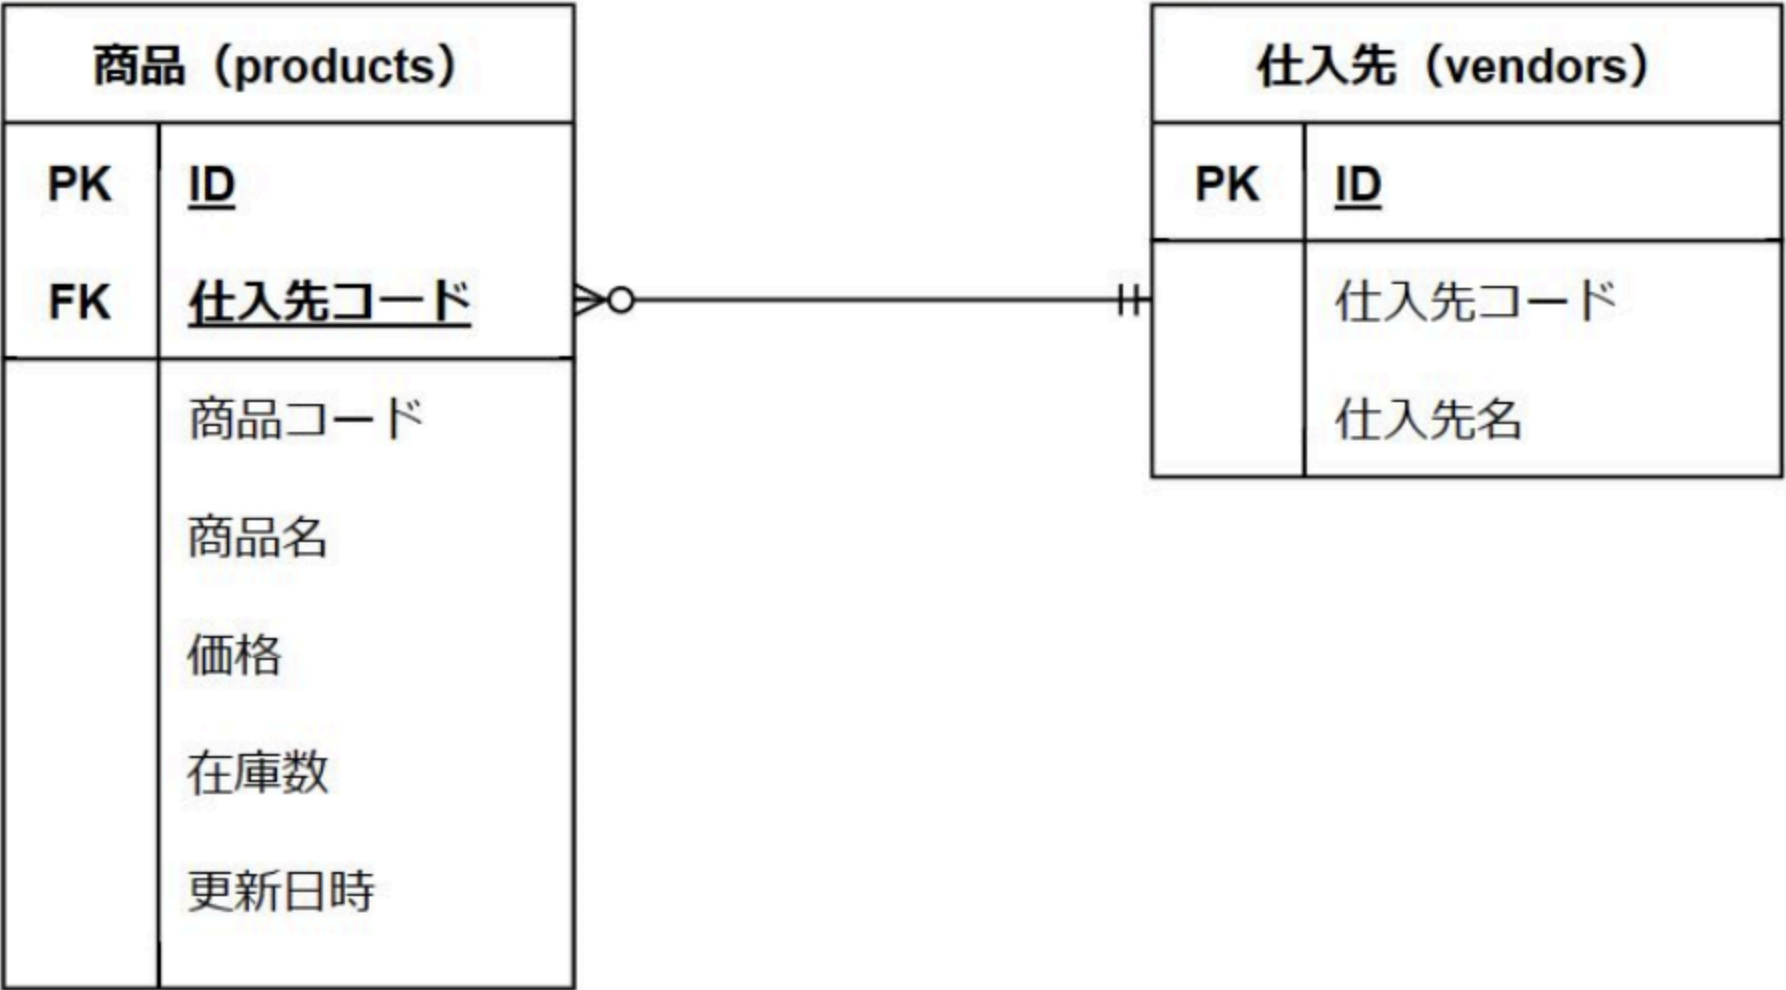 商品（products）
PK ID
FK 仕入先コード
商品コード
商品名
価格
在庫数
更新日時
仕入先（vendors）
PK ID
仕入先コード
仕入先名